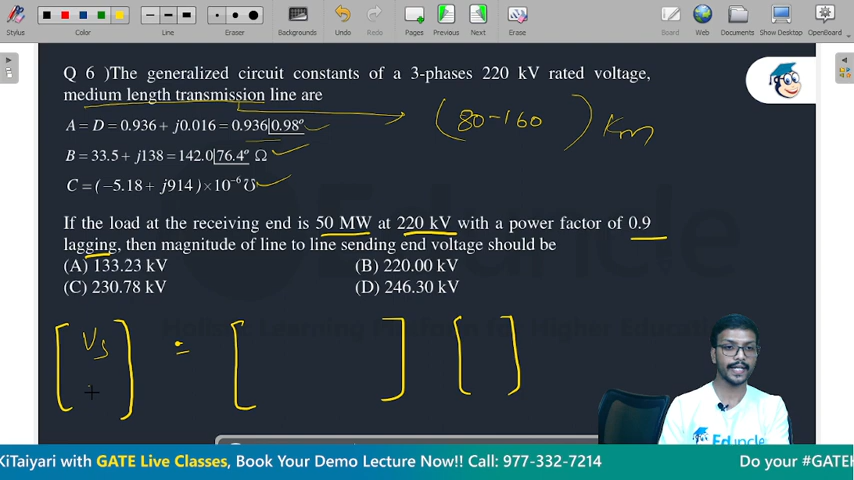 Stylus Color Line Eraser Backgrounds Undo Redo Pages Previous Next Erase Board Web Documents Show Desktop OpenBoard
Q 6 )The generalized circuit constants of a 3-phases 220 kV rated voltage,
medium length transmission line are
A = D = 0.936 + j0.016 = 0.936|0.98°
(80-160) Km
B = 33.5 + j138 = 142.0|76.4° Ω
C = (−5.18 + j914) × 10⁻⁶ ℧
If the load at the receiving end is 50 MW at 220 kV with a power factor of 0.9
lagging, then magnitude of line to line sending end voltage should be
(A) 133.23 kV (B) 220.00 kV
(C) 230.78 kV (D) 246.30 kV
[Vs ] = [ ] [ ]
Eduncle
KiTaiyari with GATE Live Classes, Book Your Demo Lecture Now!! Call: 977-332-7214 Do your #GATEK